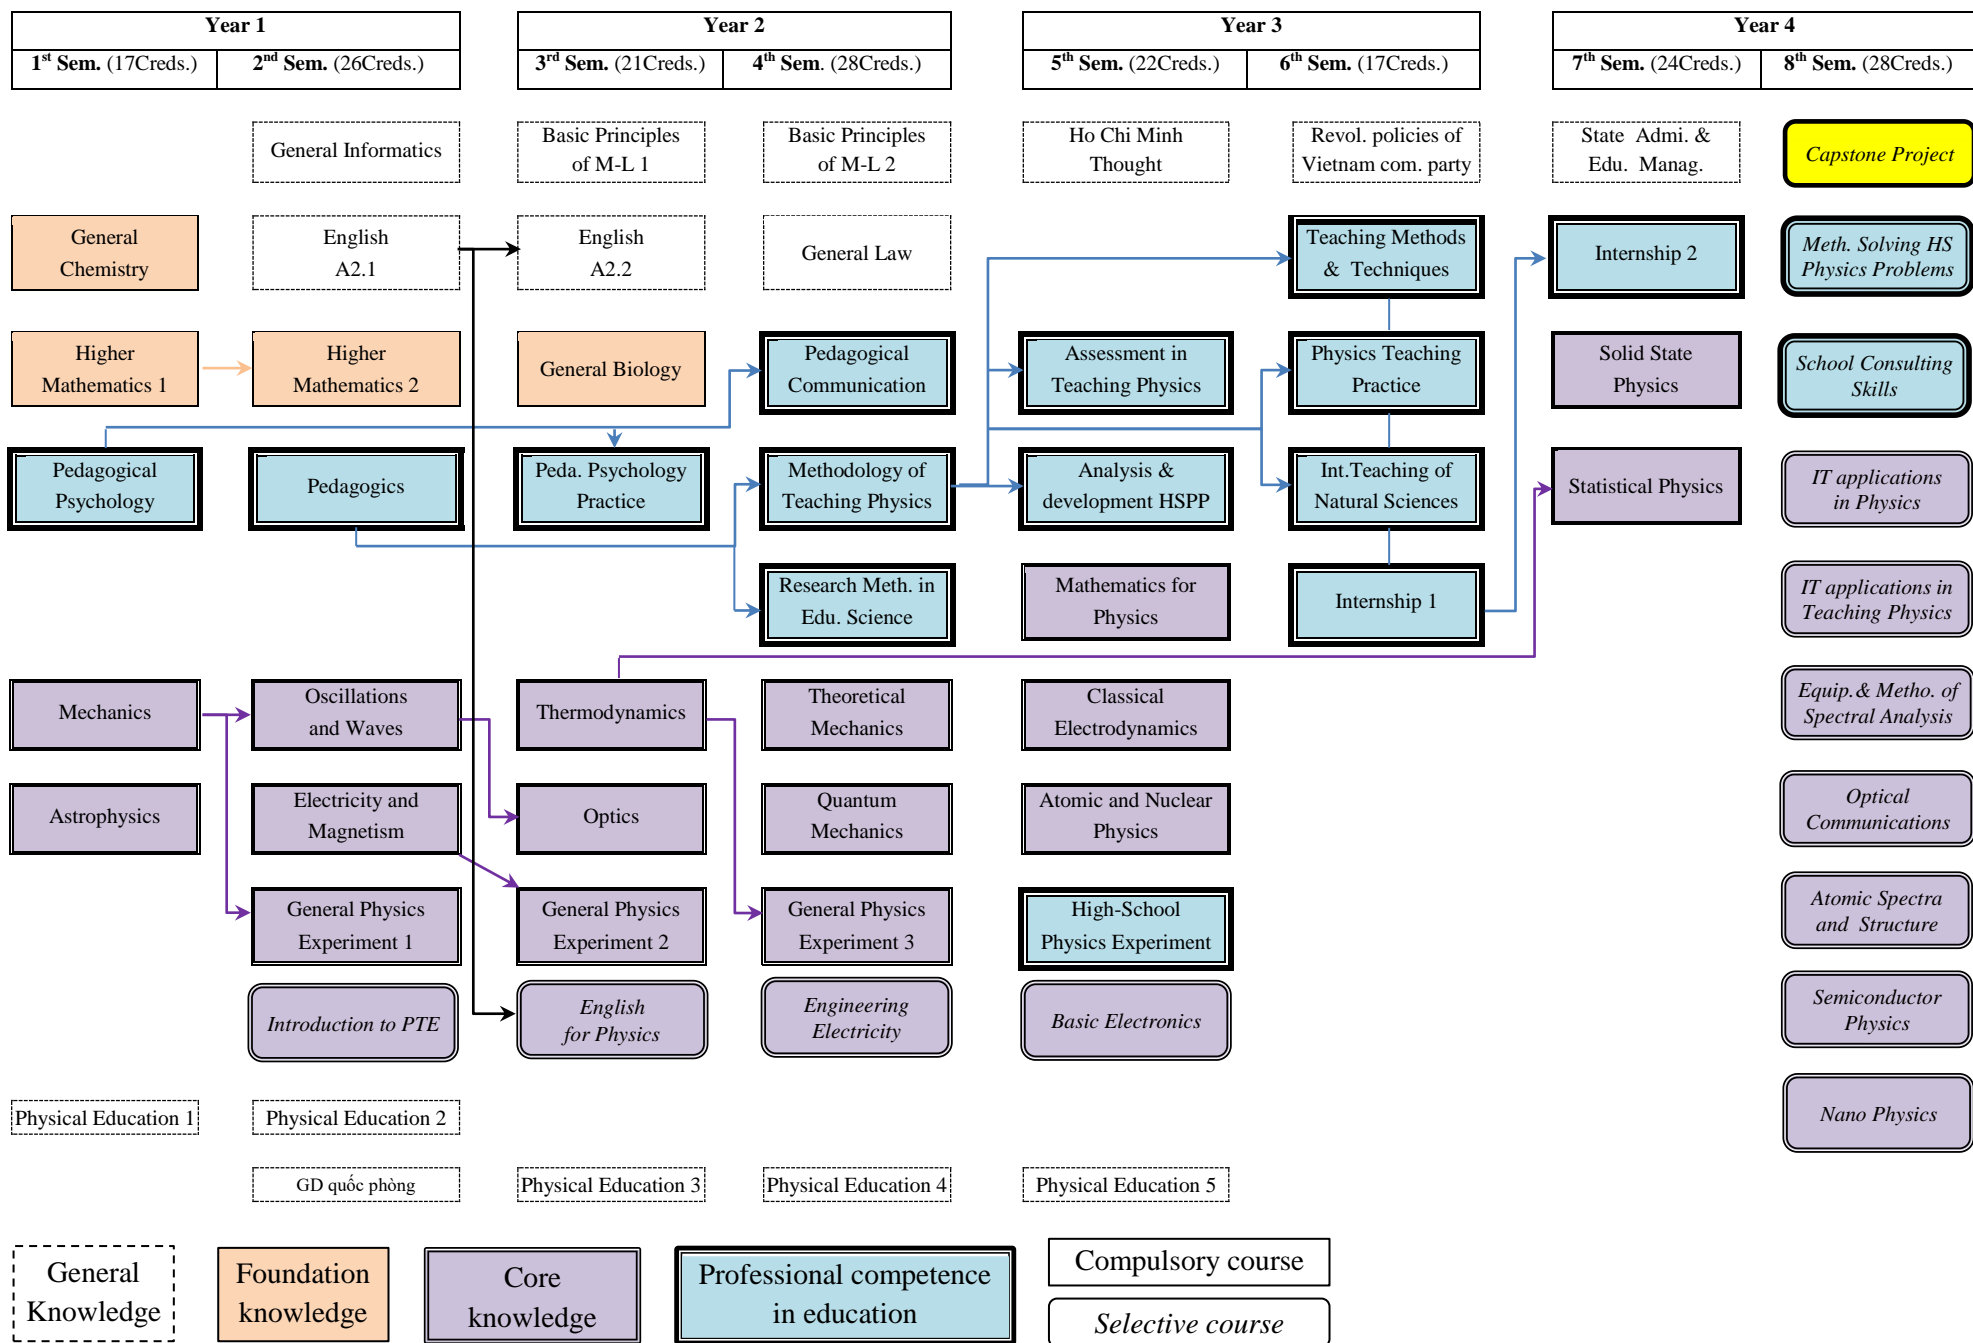 Year 1
Year 2
Year 3
Year 4
1st Sem. (17Creds.)
2nd Sem. (26Creds.)
3rd Sem. (21Creds.)
4th Sem. (28Creds.)
5th Sem. (22Creds.)
6th Sem. (17Creds.)
7th Sem. (24Creds.)
8th Sem. (28Creds.)
General Informatics
Basic Principles
of M-L 1
Basic Principles
of M-L 2
Ho Chi Minh
Thought
Revol. policies of
Vietnam com. party
State Admi. &
Edu. Manag.
Capstone Project
General
Chemistry
English
A2.1
English
A2.2
General Law
Teaching Methods
& Techniques
Internship 2
Meth. Solving HS
Physics Problems
Higher
Mathematics 1
Higher
Mathematics 2
General Biology
Pedagogical
Communication
Assessment in
Teaching Physics
Physics Teaching
Practice
Solid State
Physics
School Consulting
Skills
Pedagogical
Psychology
Pedagogics
Peda. Psychology
Practice
Methodology of
Teaching Physics
Analysis &
development HSPP
Int.Teaching of
Natural Sciences
Statistical Physics
IT applications
in Physics
Research Meth. in
Edu. Science
Mathematics for
Physics
Internship 1
IT applications in
Teaching Physics
Mechanics
Oscillations
and Waves
Thermodynamics
Theoretical
Mechanics
Classical
Electrodynamics
Equip.& Metho. of
Spectral Analysis
Astrophysics
Electricity and
Magnetism
Optics
Quantum
Mechanics
Atomic and Nuclear
Physics
Optical
Communications
General Physics
Experiment 1
General Physics
Experiment 2
General Physics
Experiment 3
High-School
Physics Experiment
Atomic Spectra
and Structure
Introduction to PTE
English
for Physics
Engineering
Electricity
Basic Electronics
Semiconductor
Physics
Physical Education 1
Physical Education 2
Nano Physics
GD quốc phòng
Physical Education 3
Physical Education 4
Physical Education 5
General
Knowledge
Foundation
knowledge
Core
knowledge
Professional competence
in education
Compulsory course
Selective course